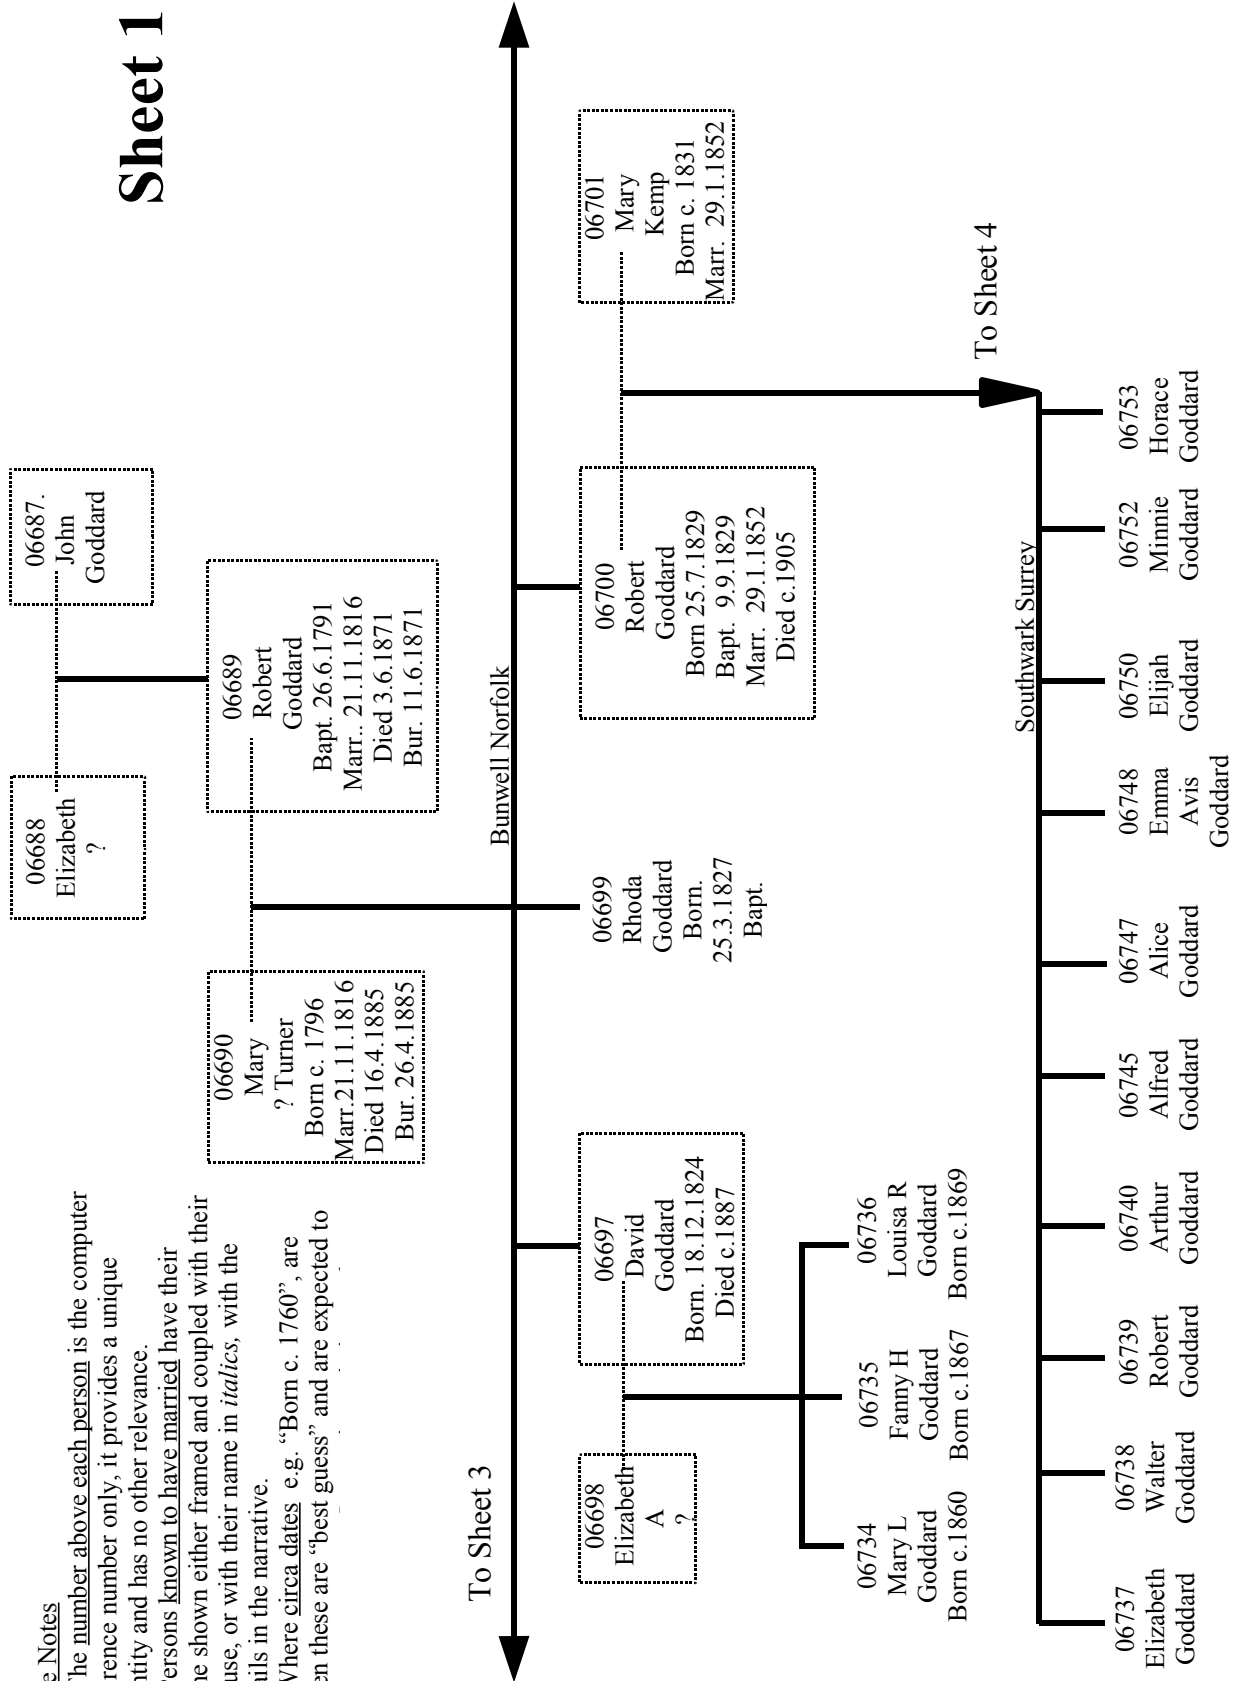 Sheet 1
e Notes
he number above each person is the computer
rence number only, it provides a unique
ntity and has no other relevance.
ersons known to have married have their
e shown either framed and coupled with their
use, or with their name in italics, with the
ils in the narrative.
Where circa dates e.g. “Born c. 1760”, are
en these are “best guess” and are expected to
06688
Elizabeth
?
06687.
John
Goddard
06690
Mary
? Turner
Born c. 1796
Marr.21.11.1816
Died 16.4.1885
Bur. 26.4.1885
06689
Robert
Goddard
Bapt. 26.6.1791
Marr.. 21.11.1816
Died 3.6.1871
Bur. 11.6.1871
To Sheet 3
Bunwell Norfolk
06698
Elizabeth
A
?
06697
David
Goddard
Born. 18.12.1824
Died c.1887
06699
Rhoda
Goddard
Born.
25.3.1827
Bapt.
06700
Robert
Goddard
Born 25.7.1829
Bapt. 9.9.1829
Marr. 29.1.1852
Died c.1905
06701
Mary
Kemp
Born c. 1831
Marr. 29.1.1852
06734
Mary L
Goddard
Born c.1860
06735
Fanny H
Goddard
Born c.1867
06736
Louisa R
Goddard
Born c.1869
To Sheet 4
Southwark Surrey
06737
Elizabeth
Goddard
06738
Walter
Goddard
06739
Robert
Goddard
06740
Arthur
Goddard
06745
Alfred
Goddard
06747
Alice
Goddard
06748
Emma
Avis
Goddard
06750
Elijah
Goddard
06752
Minnie
Goddard
06753
Horace
Goddard